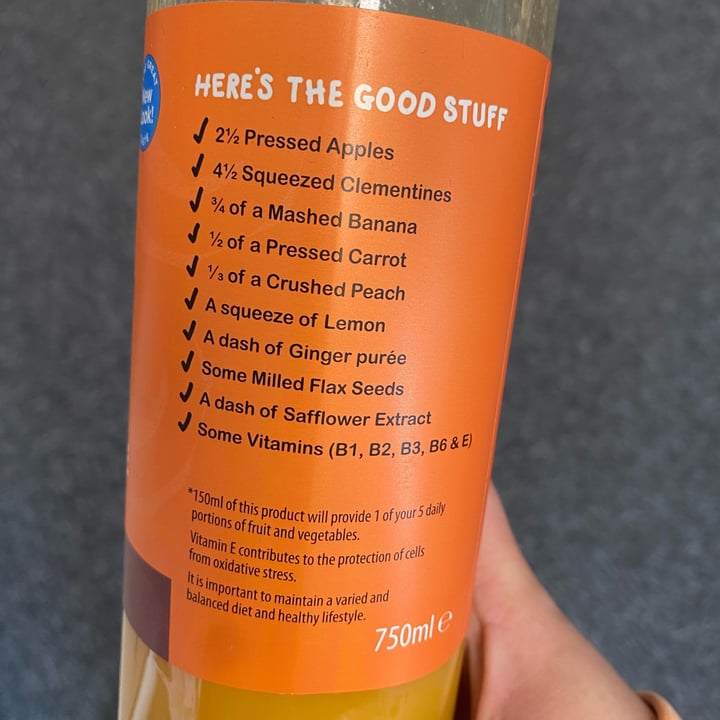 HERE'S THE GOOD STUFF
✓ 2½ Pressed Apples
✓ 4½ Squeezed Clementines
✓ ¾ of a Mashed Banana
✓ ½ of a Pressed Carrot
✓ ⅓ of a Crushed Peach
✓ A squeeze of Lemon
✓ A dash of Ginger purée
✓ Some Milled Flax Seeds
✓ A dash of Safflower Extract
✓ Some Vitamins (B1, B2, B3, B6 & E)
*150ml of this product will provide 1 of your 5 daily
portions of fruit and vegetables.
Vitamin E contributes to the protection of cells
from oxidative stress.
It is important to maintain a varied and
balanced diet and healthy lifestyle.
750ml ℮